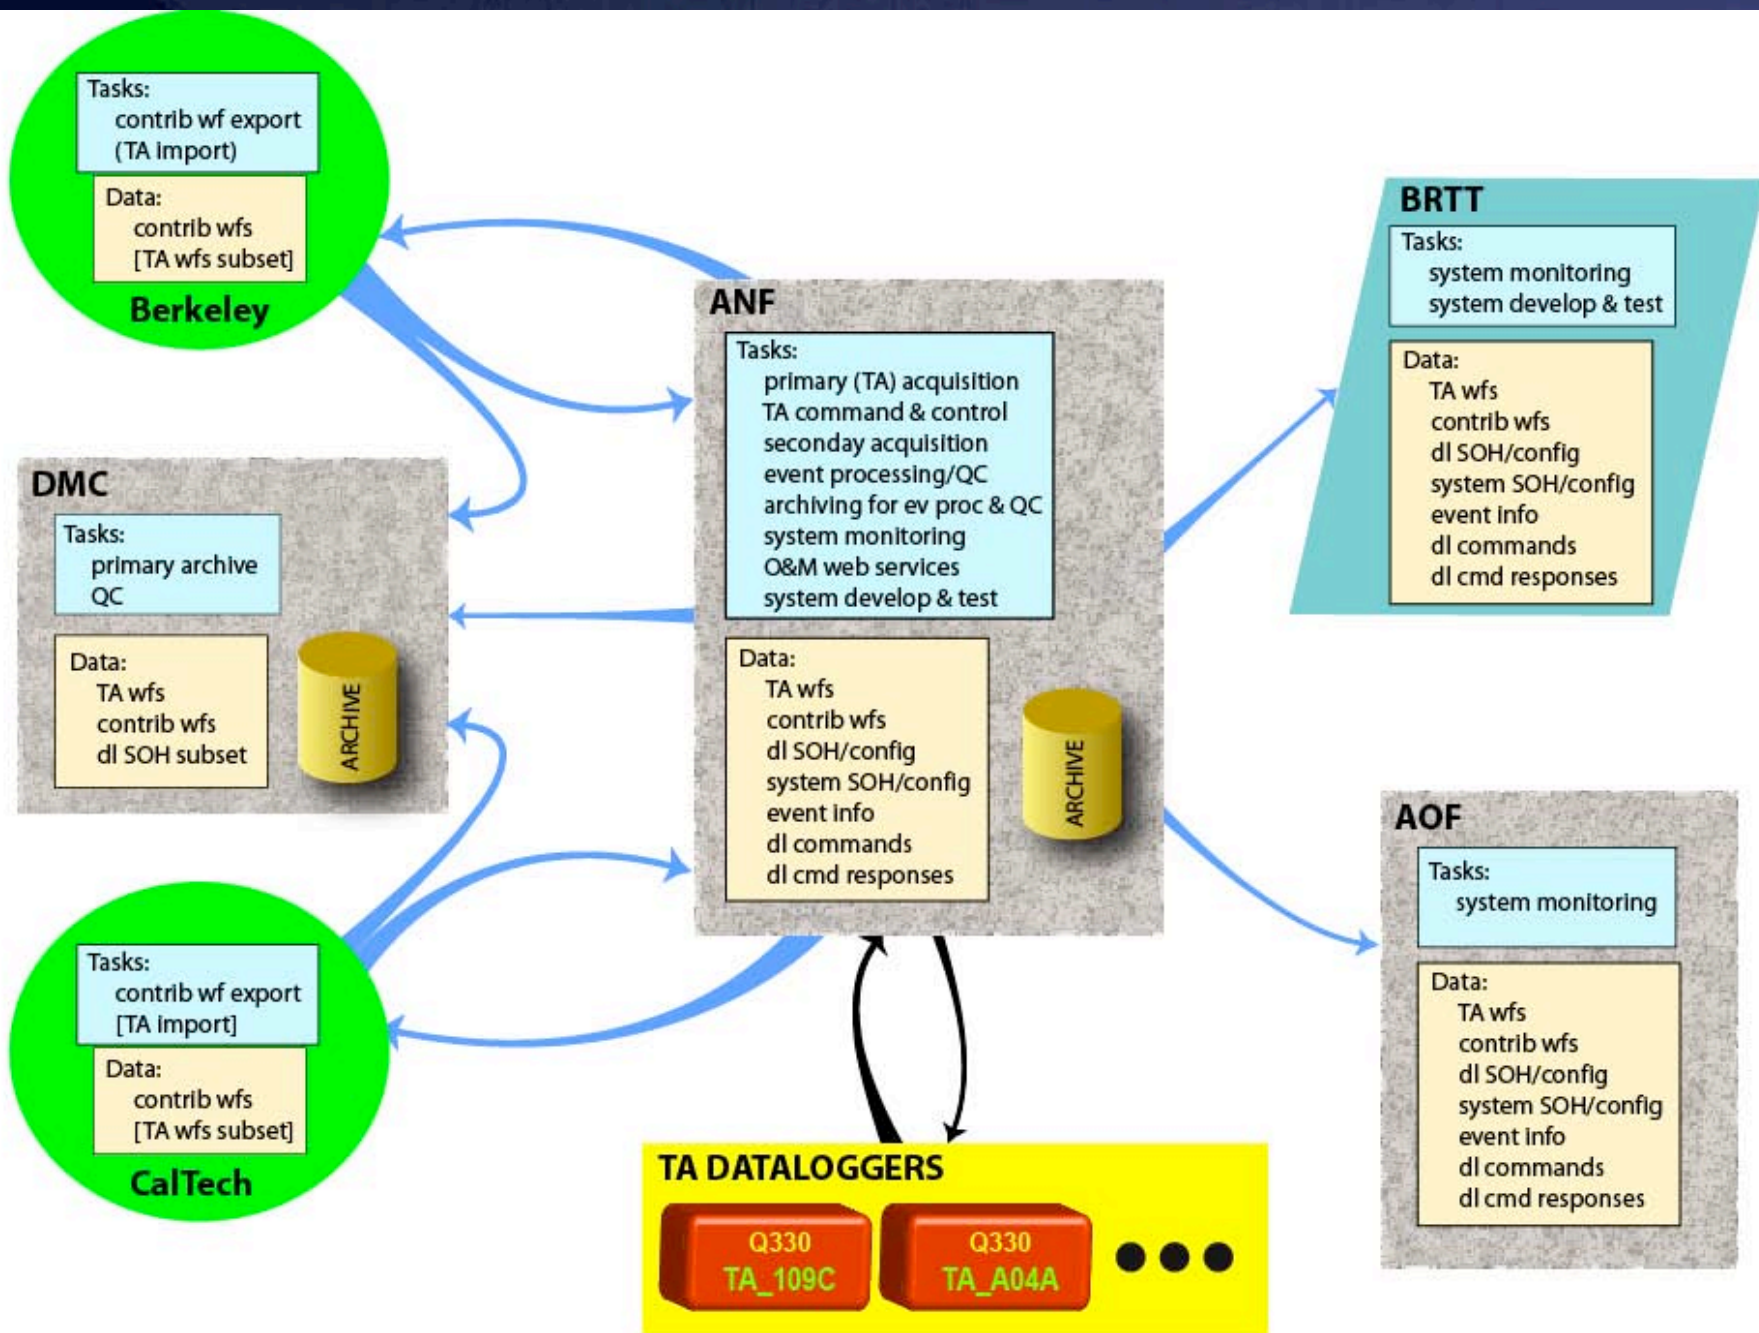 Tasks:
contrib wf export
(TA import)
Data:
contrib wfs
[TA wfs subset]
Berkeley
DMC
Tasks:
primary archive
QC
Data:
TA wfs
contrib wfs
dl SOH subset
ARCHIVE
Tasks:
contrib wf export
[TA import]
Data:
contrib wfs
[TA wfs subset]
CalTech
ANF
Tasks:
primary (TA) acquisition
TA command & control
seconday acquisition
event processing/QC
archiving for ev proc & QC
system monitoring
O&M web services
system develop & test
Data:
TA wfs
contrib wfs
dl SOH/config
system SOH/config
event info
dl commands
dl cmd responses
ARCHIVE
TA DATALOGGERS
Q330
TA_109C
Q330
TA_A04A
BRTT
Tasks:
system monitoring
system develop & test
Data:
TA wfs
contrib wfs
dl SOH/config
system SOH/config
event info
dl commands
dl cmd responses
AOF
Tasks:
system monitoring
Data:
TA wfs
contrib wfs
dl SOH/config
system SOH/config
event info
dl commands
dl cmd responses